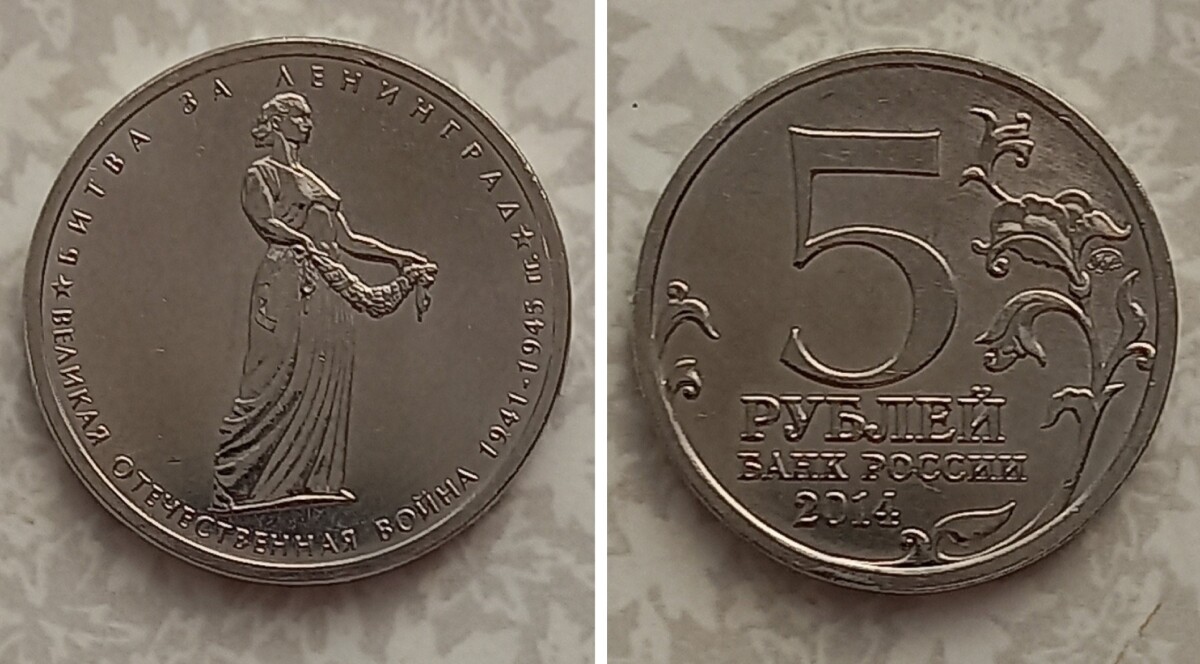 БИТВА ЗА ЛЕНИНГРАД
ВЕЛИКАЯ ОТЕЧЕСТВЕННАЯ ВОЙНА 1941-1945 гг.
5
РУБЛЕЙ
БАНК РОССИИ
2014